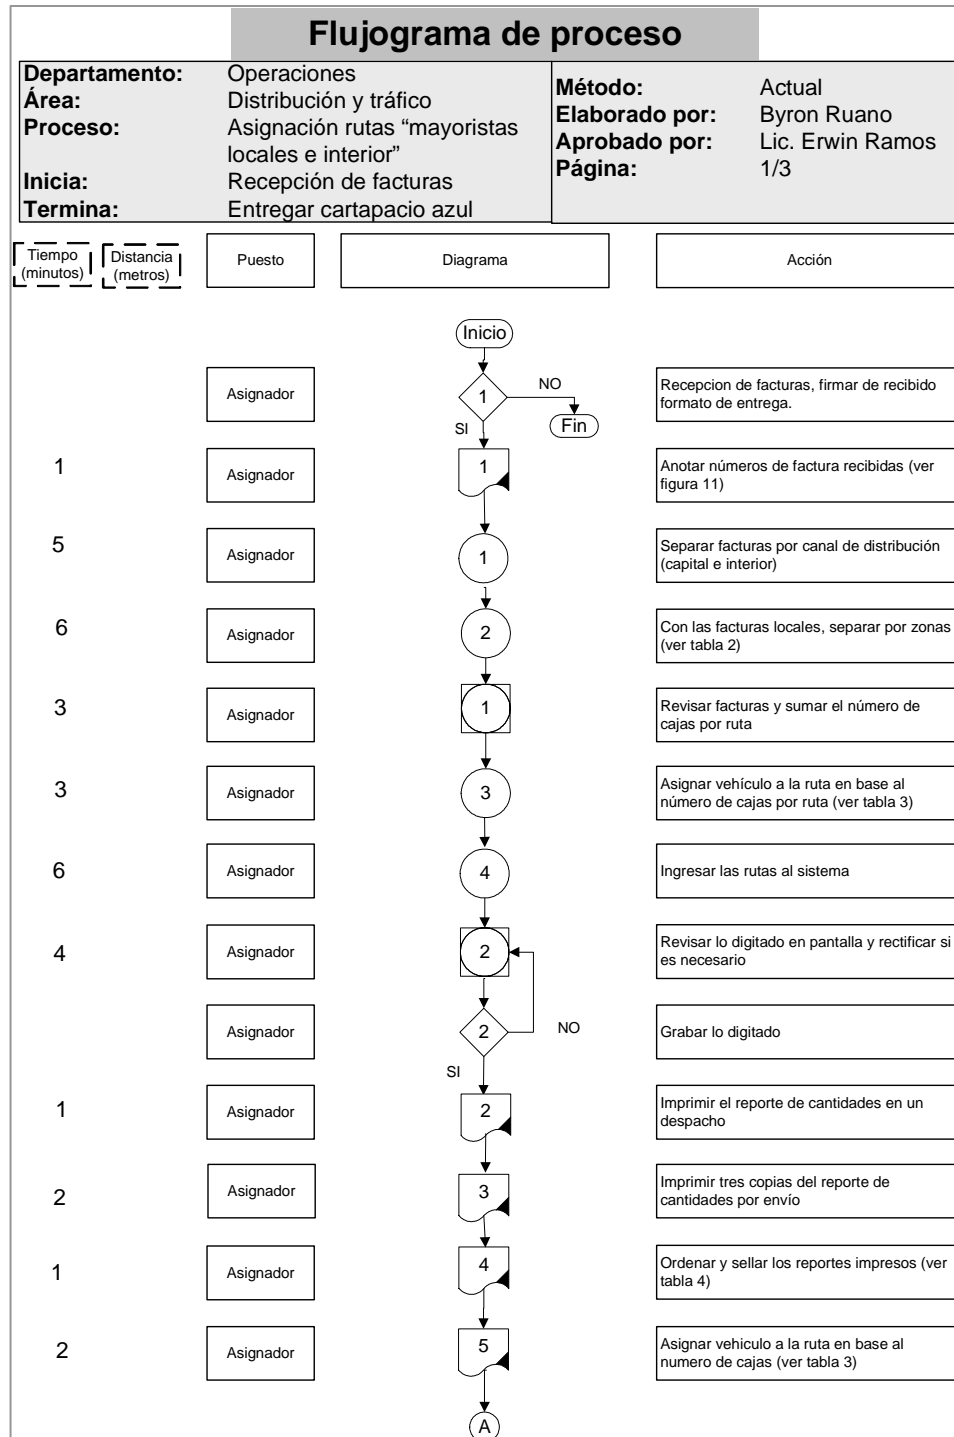 Flujograma de proceso
Departamento: Operaciones
Área: Distribución y tráfico
Proceso: Asignación rutas “mayoristas
locales e interior”
Inicia: Recepción de facturas
Termina: Entregar cartapacio azul
Método: Actual
Elaborado por: Byron Ruano
Aprobado por: Lic. Erwin Ramos
Página: 1/3
Tiempo
(minutos)
Distancia
(metros)
Puesto
Diagrama
Acción
Inicio
Asignador
1
NO
Fin
SI
Recepcion de facturas, firmar de recibido
formato de entrega.
1
Asignador
1
Anotar números de factura recibidas (ver
figura 11)
5
Asignador
1
Separar facturas por canal de distribución
(capital e interior)
6
Asignador
2
Con las facturas locales, separar por zonas
(ver tabla 2)
3
Asignador
1
Revisar facturas y sumar el número de
cajas por ruta
3
Asignador
3
Asignar vehículo a la ruta en base al
número de cajas por ruta (ver tabla 3)
6
Asignador
4
Ingresar las rutas al sistema
4
Asignador
2
Revisar lo digitado en pantalla y rectificar si
es necesario
Asignador
2
NO
SI
Grabar lo digitado
1
Asignador
2
Imprimir el reporte de cantidades en un
despacho
2
Asignador
3
Imprimir tres copias del reporte de
cantidades por envío
1
Asignador
4
Ordenar y sellar los reportes impresos (ver
tabla 4)
2
Asignador
5
Asignar vehiculo a la ruta en base al
numero de cajas (ver tabla 3)
A